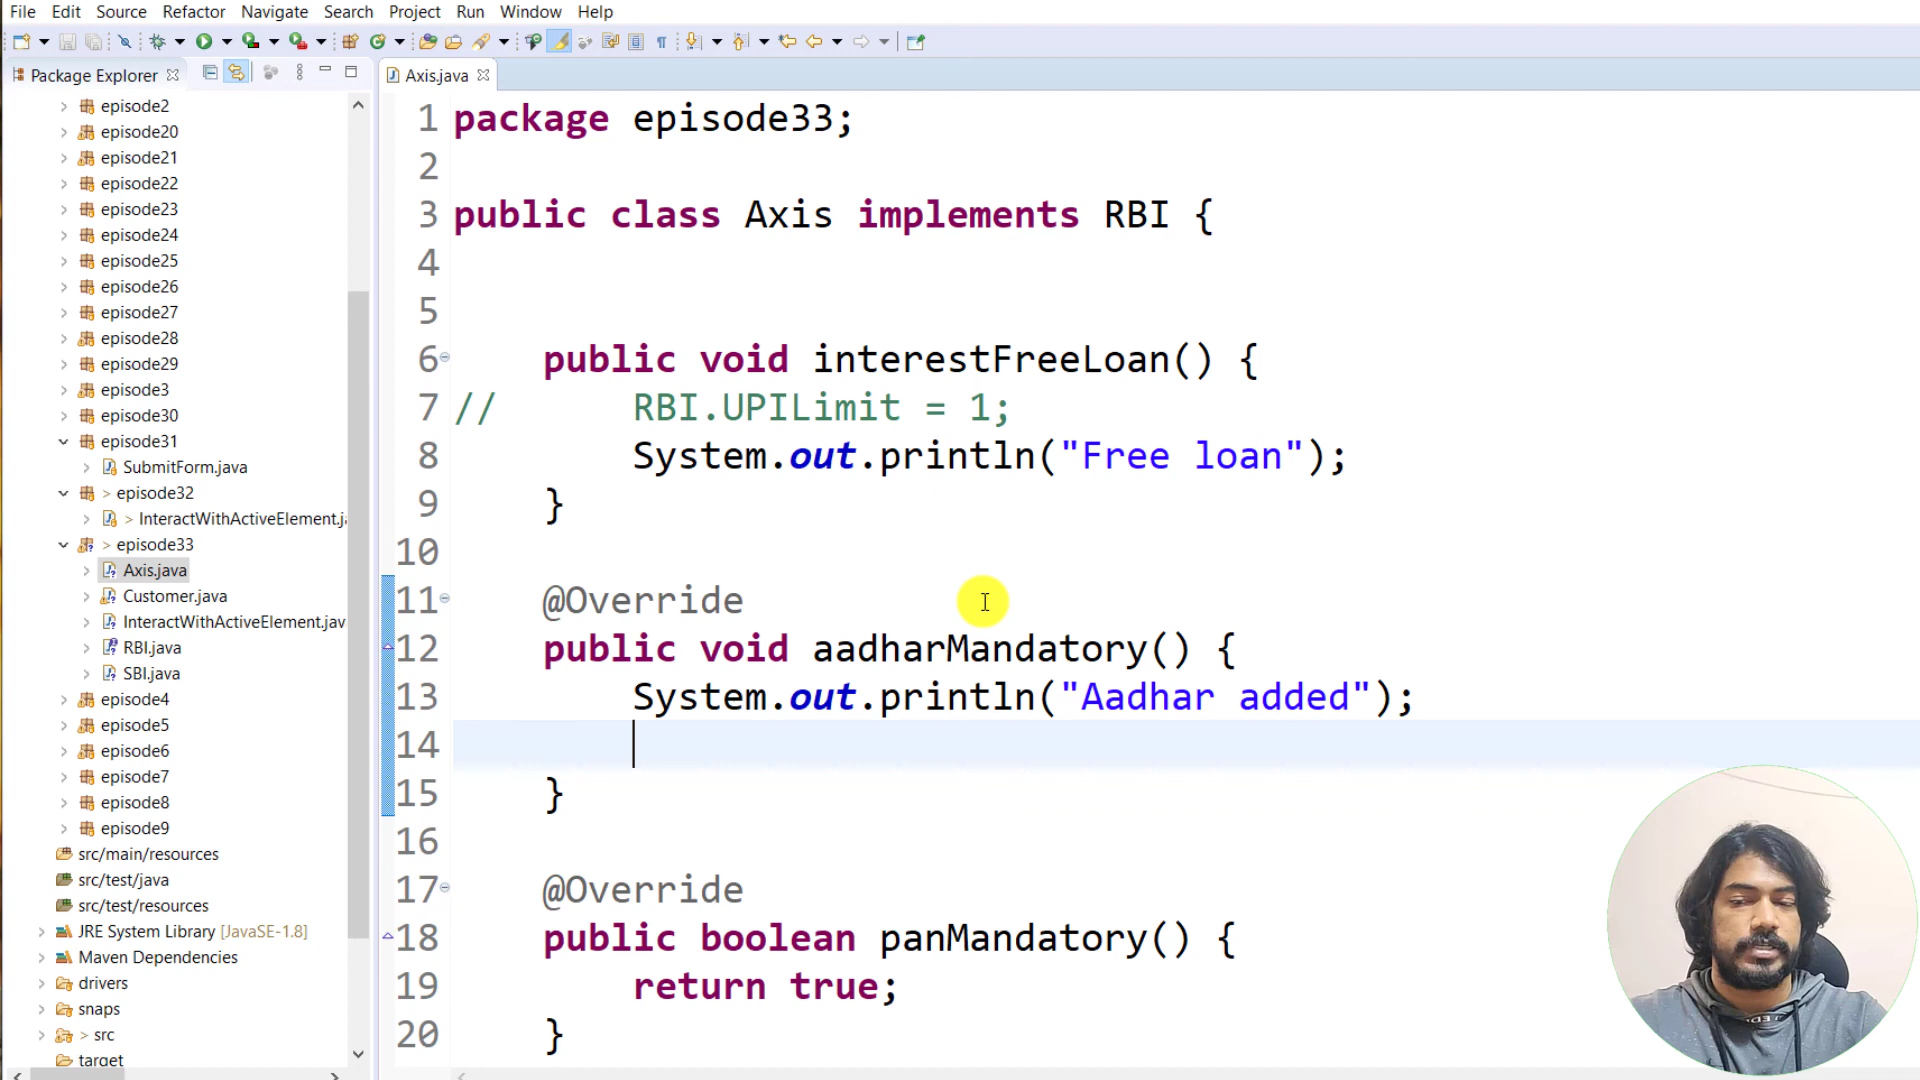 File Edit Source Refactor Navigate Search Project Run Window Help
Package Explorer
Axis.java
episode2
episode20
episode21
episode22
episode23
episode24
episode25
episode26
episode27
episode28
episode29
episode3
episode30
episode31
SubmitForm.java
> episode32
> InteractWithActiveElement.ja
> episode33
Axis.java
Customer.java
InteractWithActiveElement.jav
RBI.java
SBI.java
episode4
episode5
episode6
episode7
episode8
episode9
src/main/resources
src/test/java
src/test/resources
JRE System Library [JavaSE-1.8]
Maven Dependencies
drivers
snaps
> src
target
1 package episode33;
2
3 public class Axis implements RBI {
4
5
6 public void interestFreeLoan() {
7 // RBI.UPILimit = 1;
8 System.out.println("Free loan");
9 }
10
11 @Override
12 public void aadharMandatory() {
13 System.out.println("Aadhar added");
14
15 }
16
17 @Override
18 public boolean panMandatory() {
19 return true;
20 }